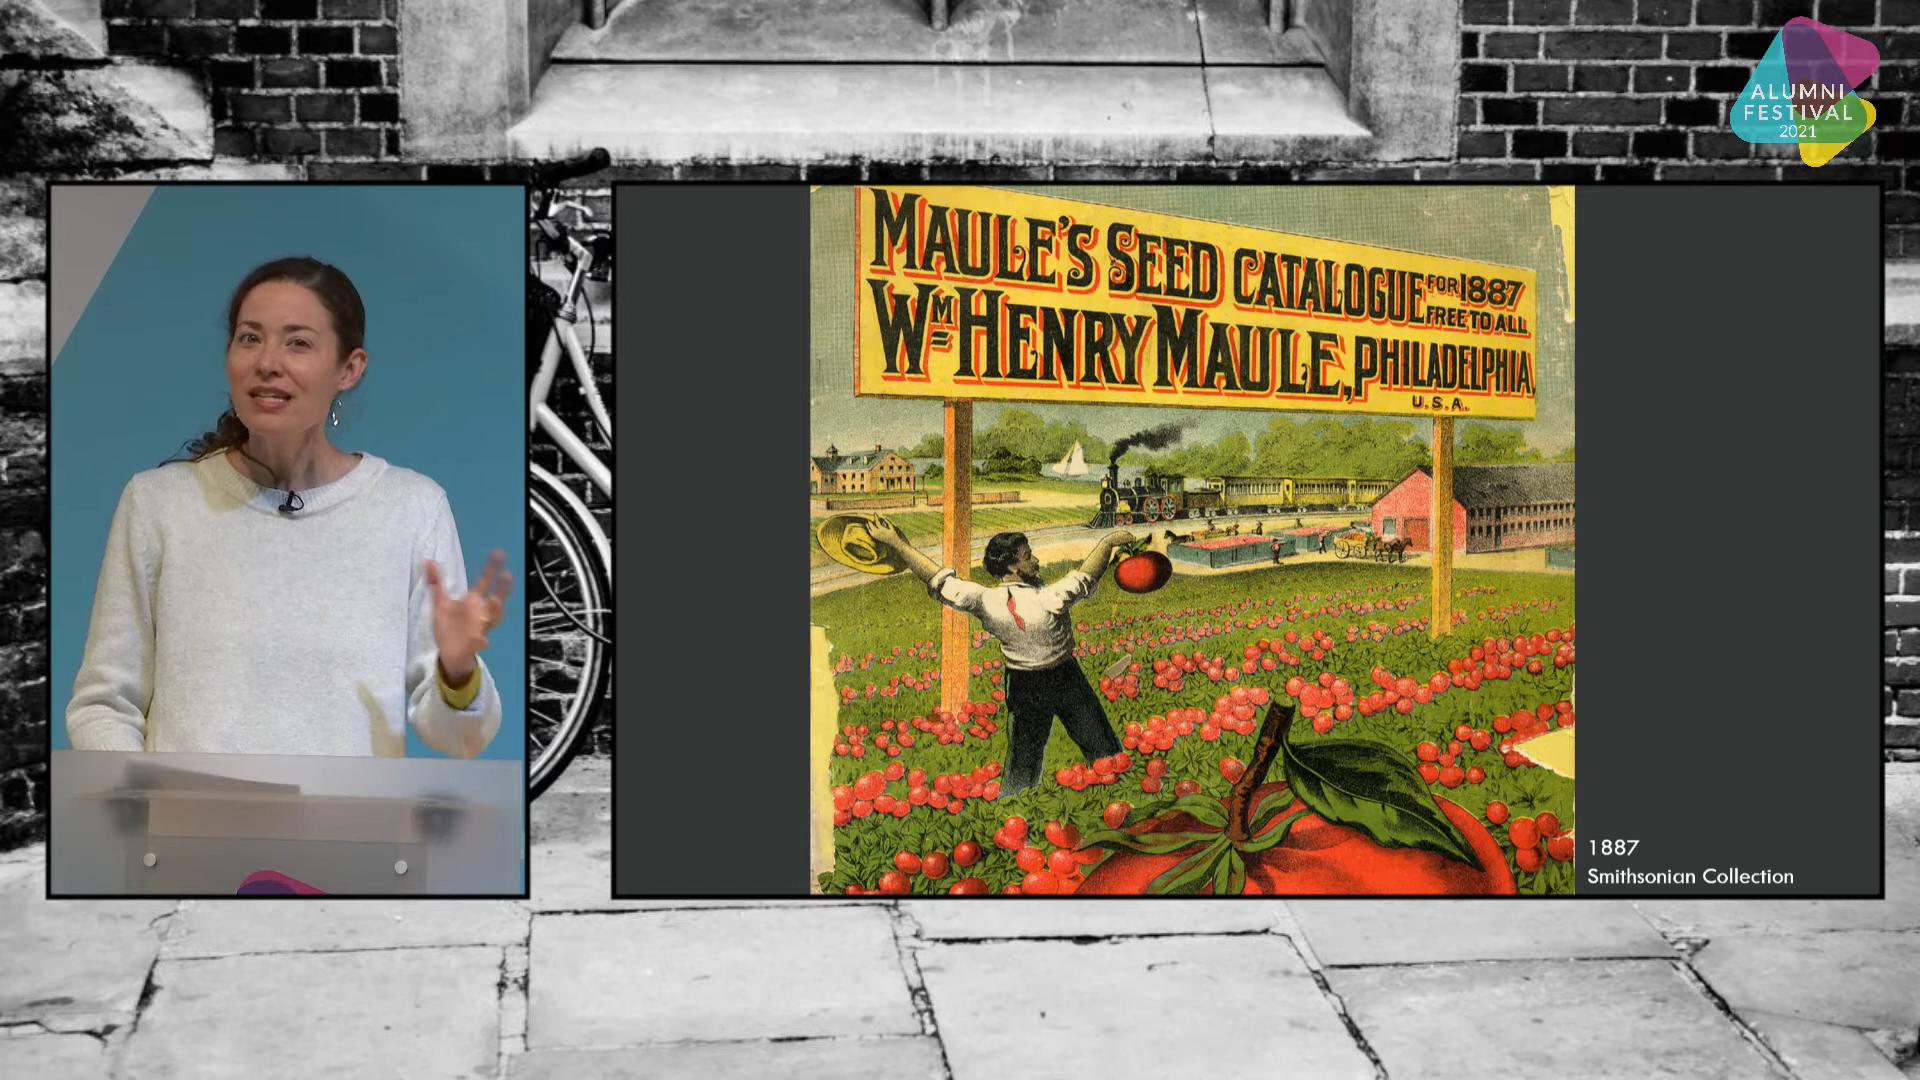 ALUMNI
FESTIVAL
2021
MAULE'S SEED CATALOGUE FOR 1887
FREE TO ALL
WM HENRY MAULE, PHILADELPHIA,
U.S.A.
1887
Smithsonian Collection